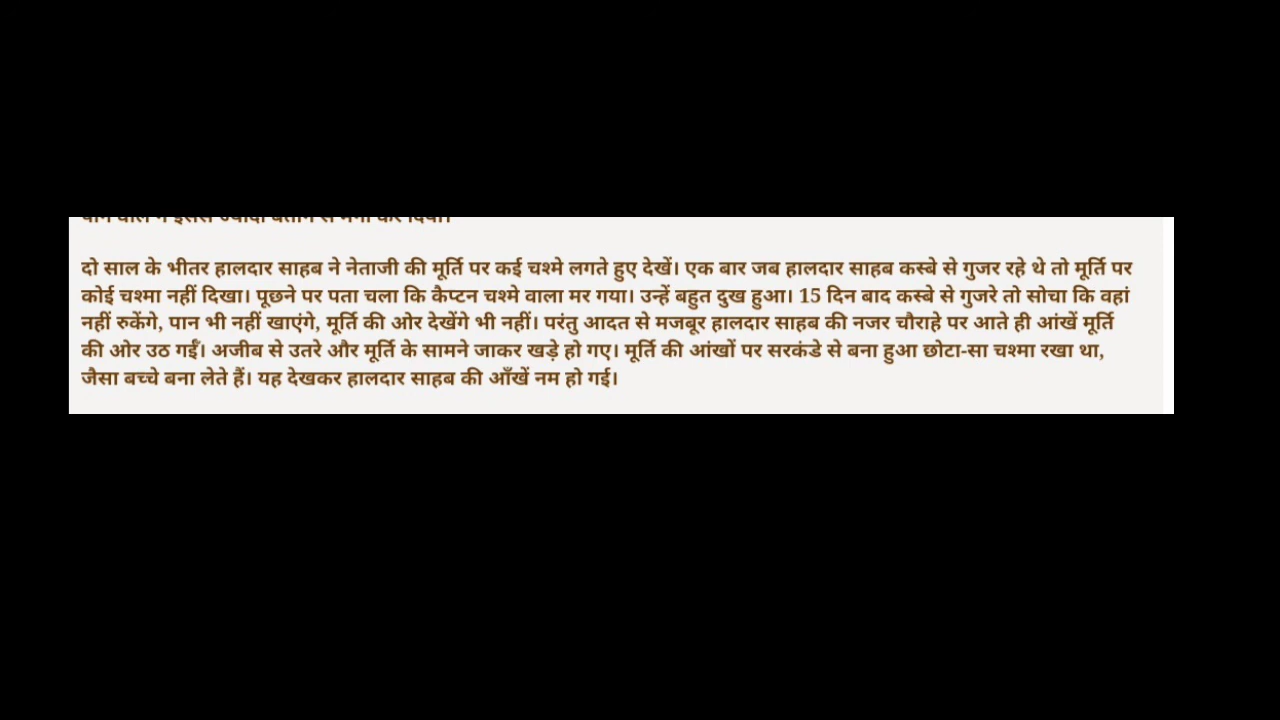 दो साल के भीतर हालदार साहब ने नेताजी की मूर्ति पर कई चश्मे लगते हुए देखें। एक बार जब हालदार साहब कस्बे से गुजर रहे थे तो मूर्ति पर
कोई चश्मा नहीं दिखा। पूछने पर पता चला कि कैप्टन चश्मे वाला मर गया। उन्हें बहुत दुख हुआ। 15 दिन बाद कस्बे से गुजरे तो सोचा कि वहां
नहीं रुकेंगे, पान भी नहीं खाएंगे, मूर्ति की ओर देखेंगे भी नहीं। परंतु आदत से मजबूर हालदार साहब की नजर चौराहे पर आते ही आंखें मूर्ति
की ओर उठ गईं। अजीब से उतरे और मूर्ति के सामने जाकर खड़े हो गए। मूर्ति की आंखों पर सरकंडे से बना हुआ छोटा-सा चश्मा रखा था,
जैसा बच्चे बना लेते हैं। यह देखकर हालदार साहब की आँखें नम हो गई।